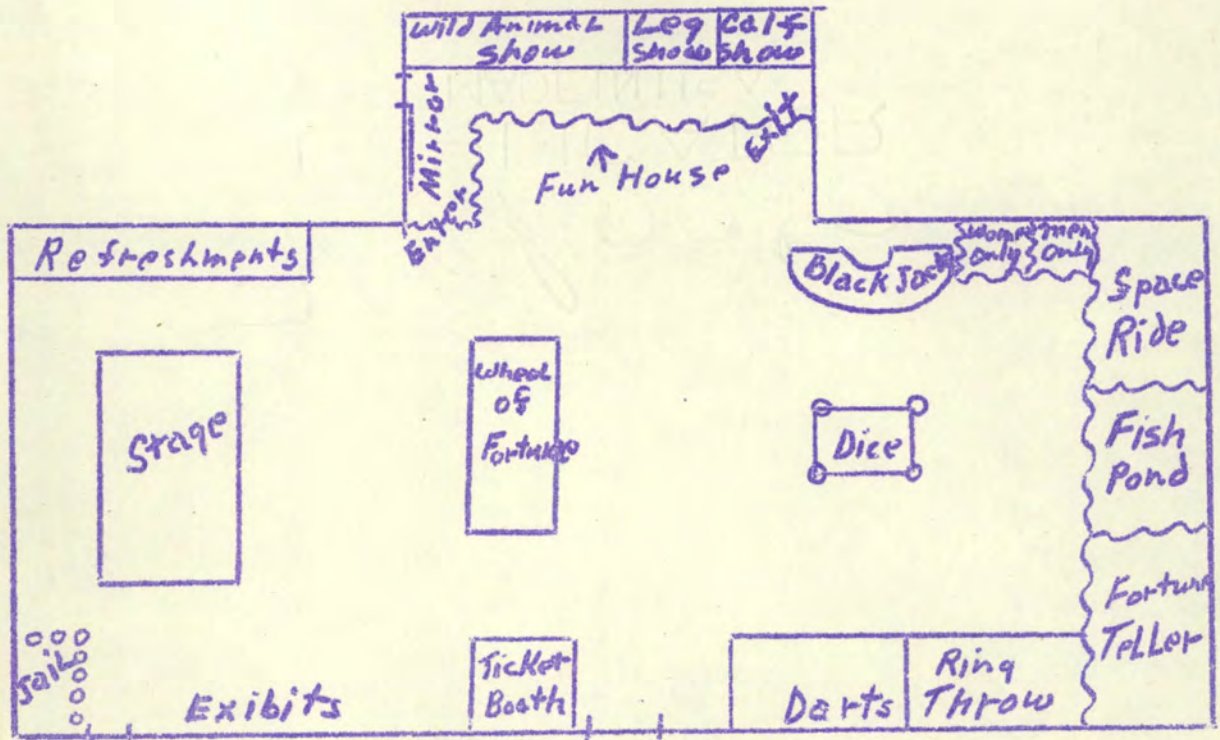 Wild Animal
Show
Leg
Show
Calf
Show
Mirror
Exit
Fun House
Enter
Refreshments
Black Jack
Women
Only
Men
Only
Space
Ride
Stage
Wheel
of
Fortune
Dice
Fish
Pond
Fortune
Teller
Jail
Exibits
Ticket
Booth
Darts
Ring
Throw